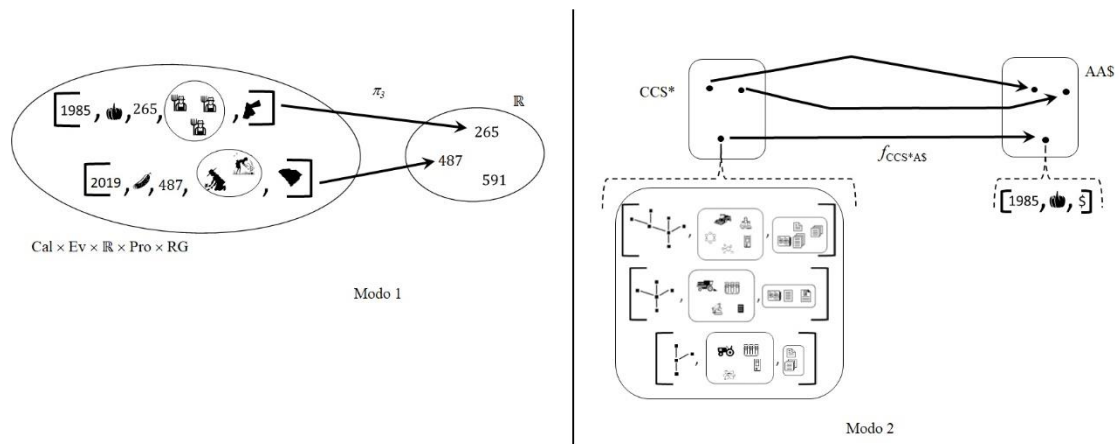 π₃
ℝ
[1985, , 265, , ]
265
[2019, , 487, , ]
487
591
Cal × Ev × ℝ × Pro × RG
Modo 1
CCS*
AA$
fCCS*A$
[1985, , $]
Modo 2